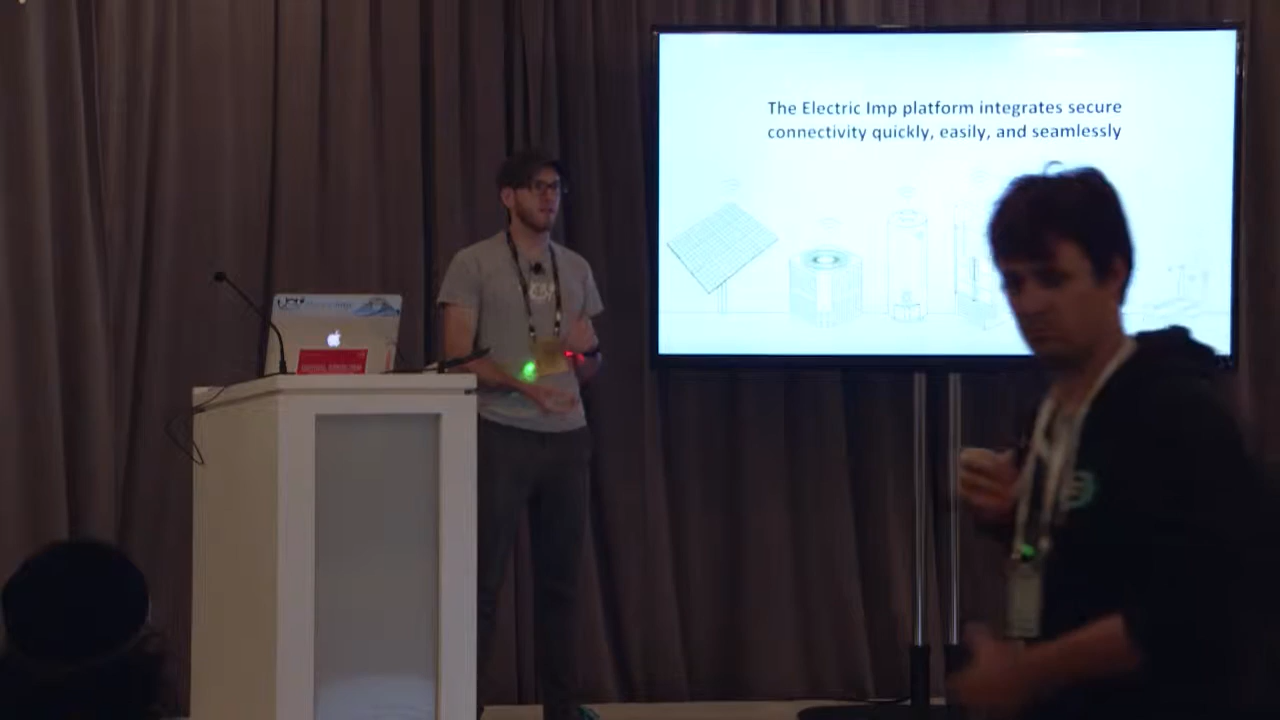 The Electric Imp platform integrates secure
connectivity quickly, easily, and seamlessly